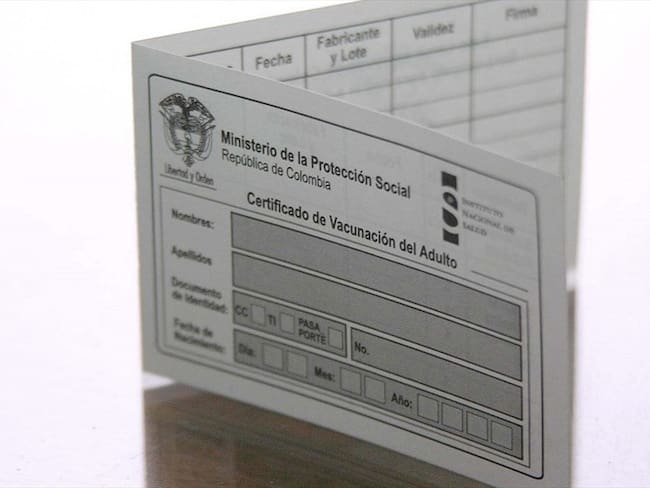 Fecha
Fabricante
y Lote
Validez
Firma
Libertad y Orden
Ministerio de la Protección Social
República de Colombia
INSTITUTO
NACIONAL DE
SALUD
Certificado de Vacunación del Adulto
Nombres:
Apellidos
Documento
de Identidad:
CC
TI
PASA
PORTE
No.
Fecha de
Nacimiento:
Día:
Mes:
Año: